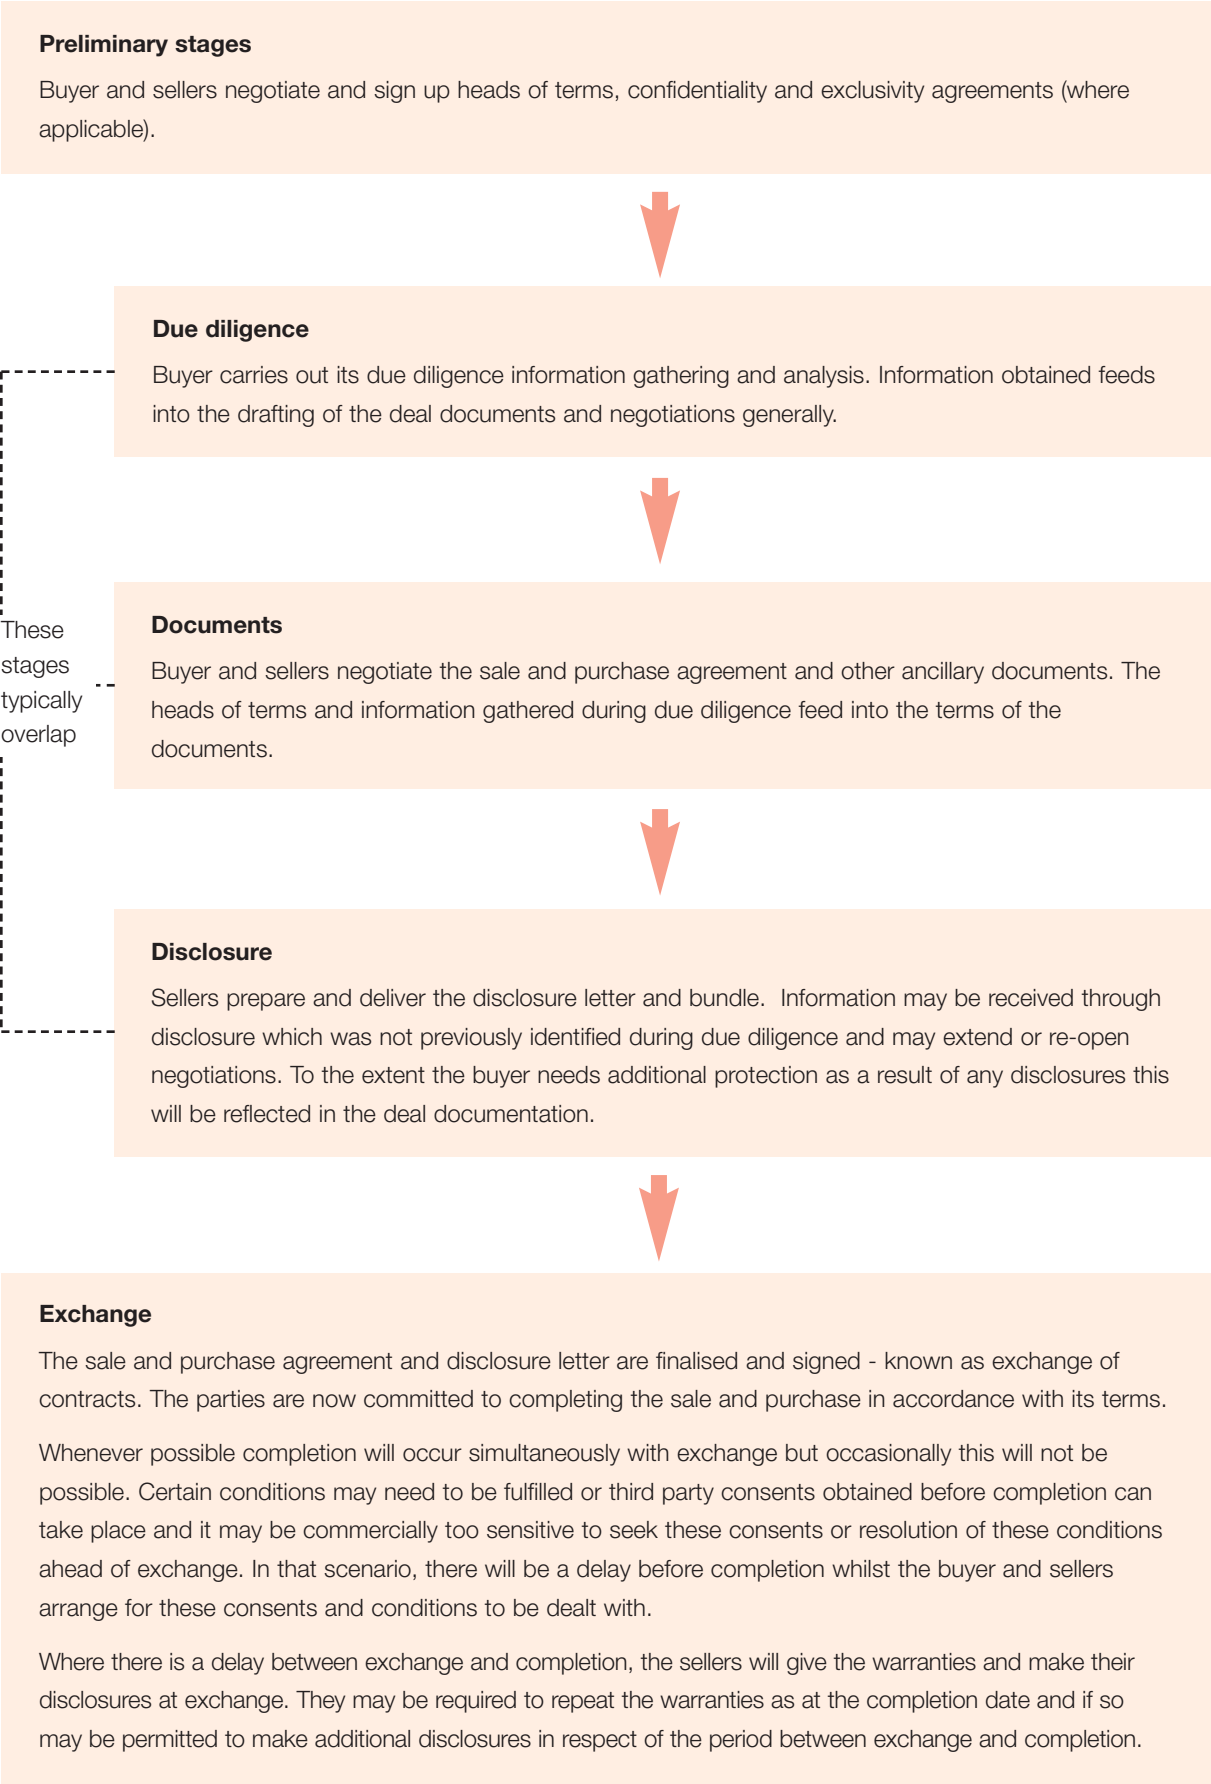 Preliminary stages
Buyer and sellers negotiate and sign up heads of terms, confidentiality and exclusivity agreements (where
applicable).
Due diligence
Buyer carries out its due diligence information gathering and analysis. Information obtained feeds
into the drafting of the deal documents and negotiations generally.
These
stages
typically
overlap
Documents
Buyer and sellers negotiate the sale and purchase agreement and other ancillary documents. The
heads of terms and information gathered during due diligence feed into the terms of the
documents.
Disclosure
Sellers prepare and deliver the disclosure letter and bundle.  Information may be received through
disclosure which was not previously identified during due diligence and may extend or re-open
negotiations. To the extent the buyer needs additional protection as a result of any disclosures this
will be reflected in the deal documentation.
Exchange
The sale and purchase agreement and disclosure letter are finalised and signed - known as exchange of
contracts. The parties are now committed to completing the sale and purchase in accordance with its terms.
Whenever possible completion will occur simultaneously with exchange but occasionally this will not be
possible. Certain conditions may need to be fulfilled or third party consents obtained before completion can
take place and it may be commercially too sensitive to seek these consents or resolution of these conditions
ahead of exchange. In that scenario, there will be a delay before completion whilst the buyer and sellers
arrange for these consents and conditions to be dealt with.
Where there is a delay between exchange and completion, the sellers will give the warranties and make their
disclosures at exchange. They may be required to repeat the warranties as at the completion date and if so
may be permitted to make additional disclosures in respect of the period between exchange and completion.